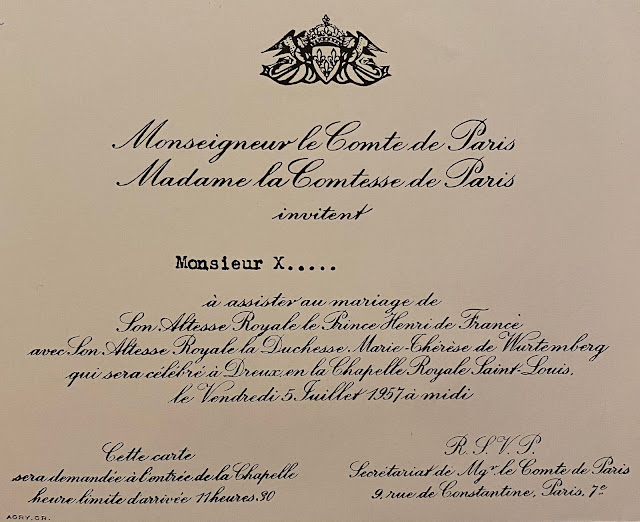 Monseigneur le Comte de Paris
Madame la Comtesse de Paris
invitent
Monsieur X.....
à assister au mariage de
Son Altesse Royale le Prince Henri de France
avec Son Altesse Royale la Duchesse Marie-Thérèse de Wurtemberg
qui sera célébré à Dreux, en la Chapelle Royale Saint-Louis,
le Vendredi 5 Juillet 1957 à midi
Cette carte
sera demandée à l'entrée de la Chapelle
heure limite d'arrivée 11 heures.30
R.S.V.P.
Secrétariat de Mgr. le Comte de Paris
9, rue de Constantine, Paris. 7e
AGRY.GR.